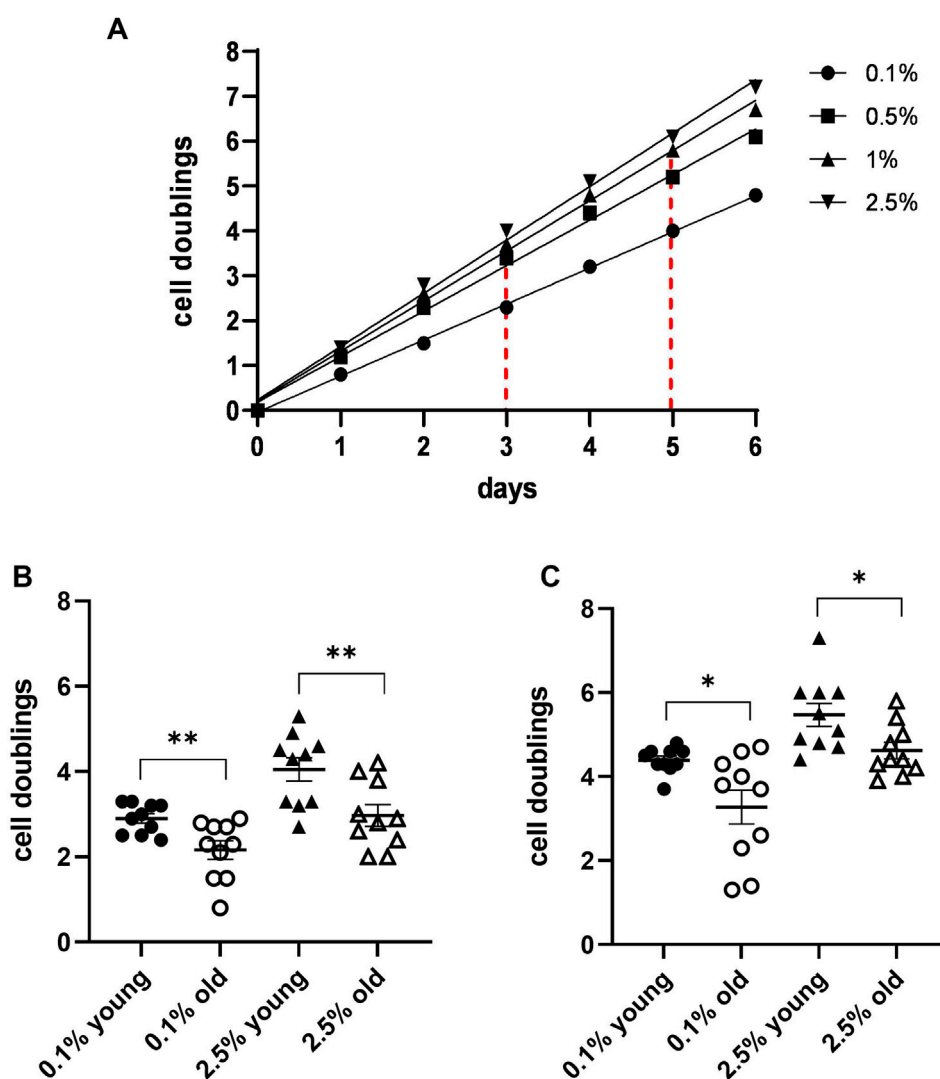 A
cell doublings
8
7
6
5
4
3
2
1
0
0 1 2 3 4 5 6
days
0.1%
0.5%
1%
2.5%
B
cell doublings
8
6
4
2
0
**
**
0.1% young
0.1% old
2.5% young
2.5% old
C
cell doublings
8
6
4
2
0
*
*
0.1% young
0.1% old
2.5% young
2.5% old